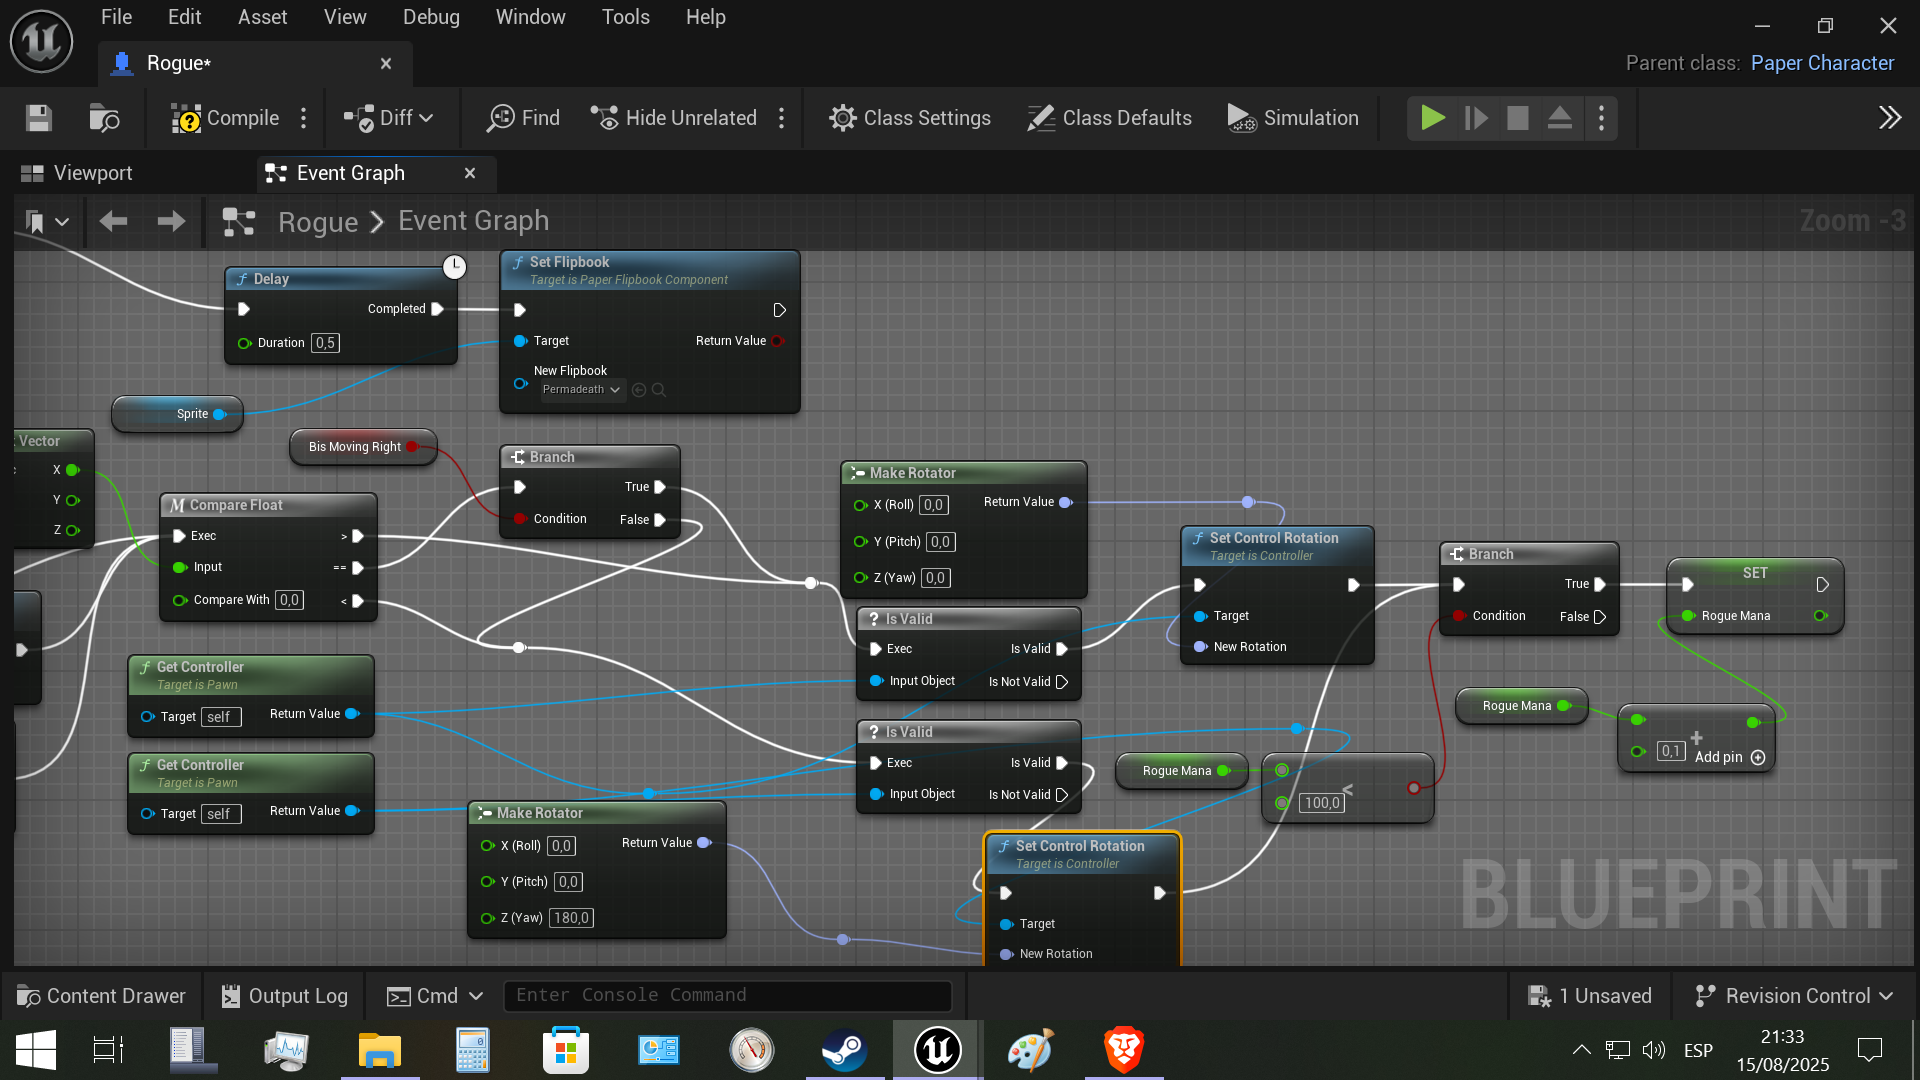 File Edit Asset View Debug Window Tools Help
Rogue*
Parent class: Paper Character
Compile Diff Find Hide Unrelated Class Settings Class Defaults Simulation
Viewport Event Graph
Rogue > Event Graph Zoom -3
Delay
Completed
Duration 0,5
Set Flipbook
Target is Paper Flipbook Component
Target Return Value
New Flipbook
Permadeath
Sprite
Vector
X
Y
Z
Bis Moving Right
Branch
True
Condition False
Compare Float
Exec >
Input ==
Compare With 0,0 <
Make Rotator
X (Roll) 0,0 Return Value
Y (Pitch) 0,0
Z (Yaw) 0,0
Set Control Rotation
Target is Controller
Target
New Rotation
Branch
True
Condition False
SET
Rogue Mana
? Is Valid
Exec Is Valid
Input Object Is Not Valid
Get Controller
Target is Pawn
Target self Return Value
? Is Valid
Exec Is Valid
Input Object Is Not Valid
Get Controller
Target is Pawn
Target self Return Value
Rogue Mana
0,1 + Add pin
Rogue Mana
100,0 <
Make Rotator
X (Roll) 0,0 Return Value
Y (Pitch) 0,0
Z (Yaw) 180,0
Set Control Rotation
Target is Controller
Target
New Rotation
BLUEPRINT
Content Drawer Output Log Cmd Enter Console Command 1 Unsaved Revision Control
ESP
21:33
15/08/2025